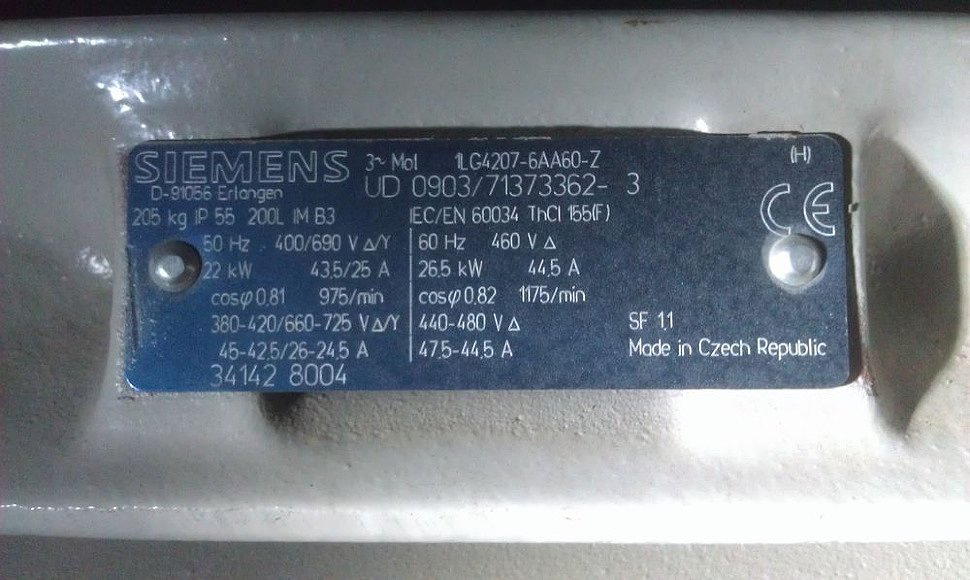 SIEMENS 3~ Mot 1LG4207-6AA60-Z (H)
D-91056 Erlangen UD 0903/71373362- 3
205 kg IP 55 200L IM B3 IEC/EN 60034 ThCl 155(F) CE
50 Hz 400/690 V Δ/Y 60 Hz 460 V Δ
22 kW 43,5/25 A 26,5 kW 44,5 A
cosφ 0,81 975/min cosφ 0,82 1175/min
380-420/660-725 V Δ/Y 440-480 V Δ SF 1,1
45-42,5/26-24,5 A 47,5-44,5 A Made in Czech Republic
34142 8004